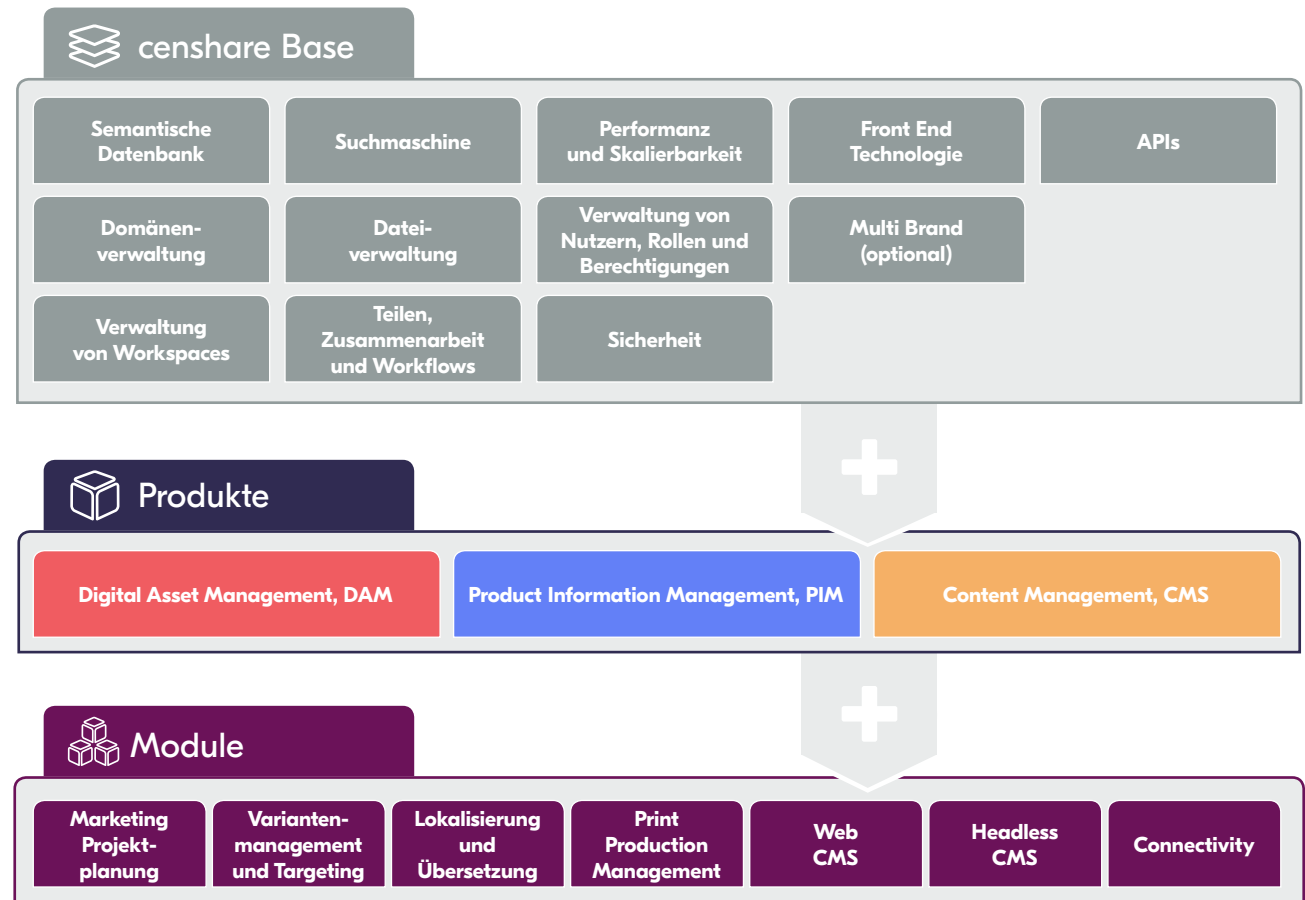 censhare Base
Semantische
Datenbank
Suchmaschine
Performanz
und Skalierbarkeit
Front End
Technologie
APIs
Domänen-
verwaltung
Datei-
verwaltung
Verwaltung von
Nutzern, Rollen und
Berechtigungen
Multi Brand
(optional)
Verwaltung
von Workspaces
Teilen,
Zusammenarbeit
und Workflows
Sicherheit
Produkte
Digital Asset Management, DAM
Product Information Management, PIM
Content Management, CMS
Module
Marketing
Projekt-
planung
Varianten-
management
und Targeting
Lokalisierung
und
Übersetzung
Print
Production
Management
Web
CMS
Headless
CMS
Connectivity